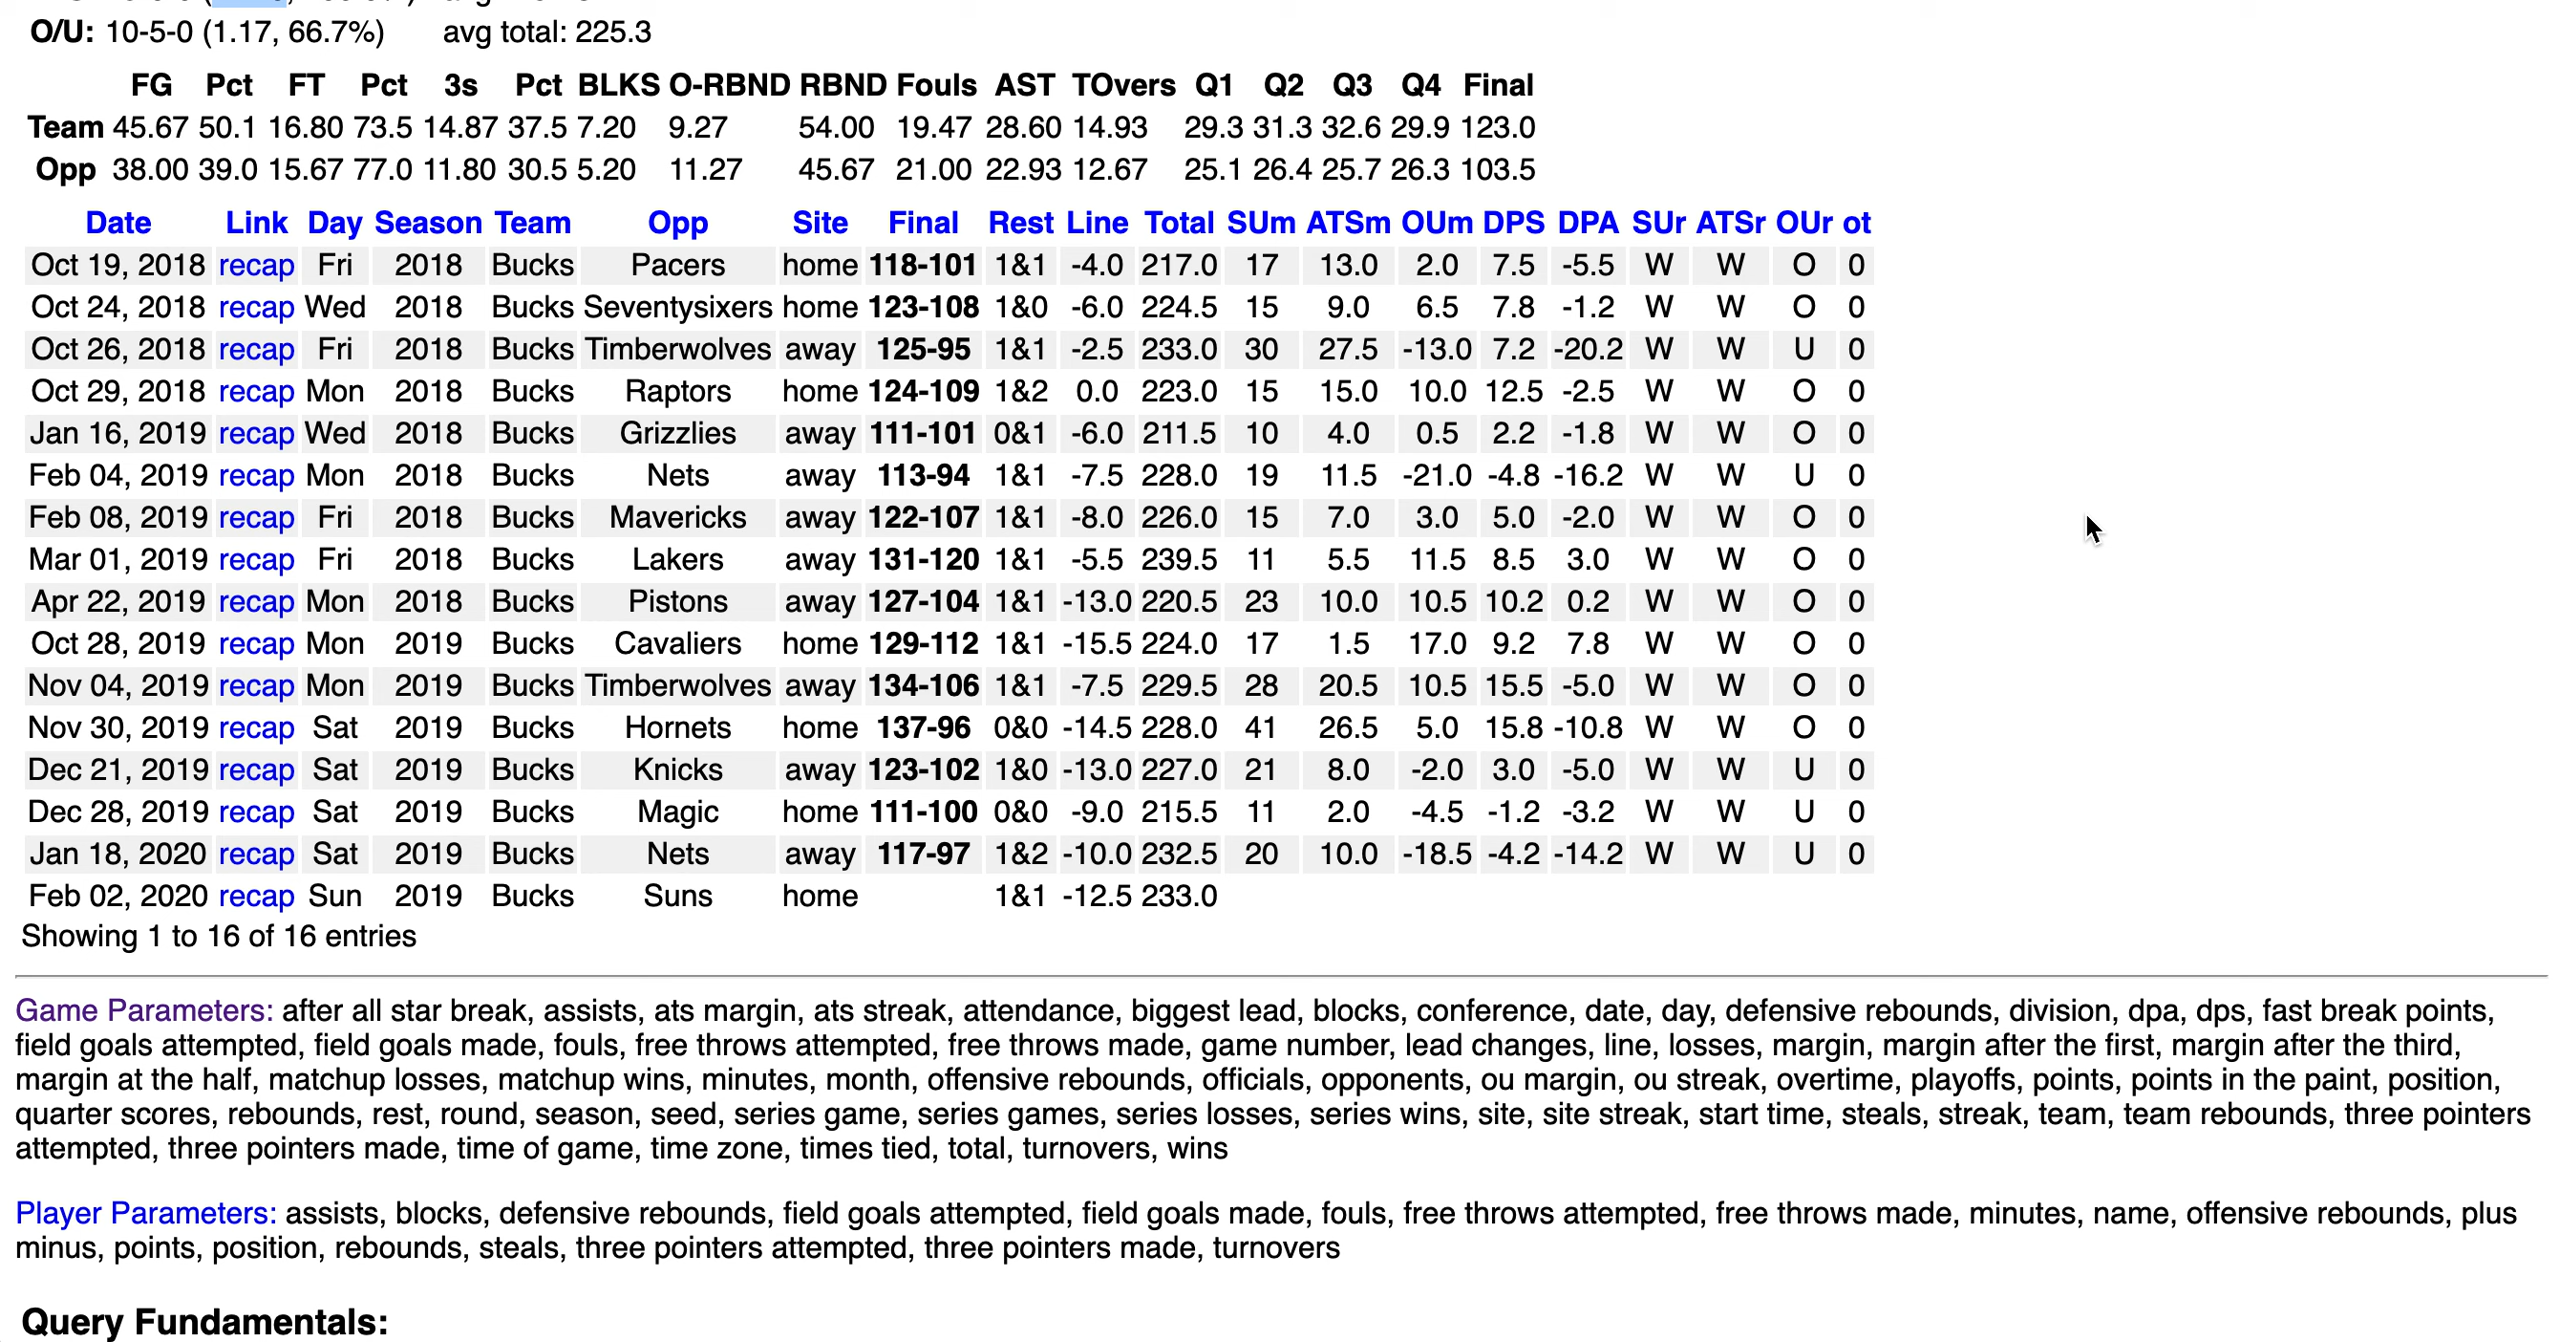 O/U: 10-5-0 (1.17, 66.7%) avg total: 225.3
FG Pct FT Pct 3s Pct BLKS O-RBND RBND Fouls AST TOvers Q1 Q2 Q3 Q4 Final
Team 45.67 50.1 16.80 73.5 14.87 37.5 7.20 9.27 54.00 19.47 28.60 14.93 29.3 31.3 32.6 29.9 123.0
Opp 38.00 39.0 15.67 77.0 11.80 30.5 5.20 11.27 45.67 21.00 22.93 12.67 25.1 26.4 25.7 26.3 103.5
Date Link Day Season Team Opp Site Final Rest Line Total SUm ATSm OUm DPS DPA SUr ATSr OUr ot
Oct 19, 2018 recap Fri 2018 Bucks Pacers home 118-101 1&1 -4.0 217.0 17 13.0 2.0 7.5 -5.5 W W O 0
Oct 24, 2018 recap Wed 2018 Bucks Seventysixers home 123-108 1&0 -6.0 224.5 15 9.0 6.5 7.8 -1.2 W W O 0
Oct 26, 2018 recap Fri 2018 Bucks Timberwolves away 125-95 1&1 -2.5 233.0 30 27.5 -13.0 7.2 -20.2 W W U 0
Oct 29, 2018 recap Mon 2018 Bucks Raptors home 124-109 1&2 0.0 223.0 15 15.0 10.0 12.5 -2.5 W W O 0
Jan 16, 2019 recap Wed 2018 Bucks Grizzlies away 111-101 0&1 -6.0 211.5 10 4.0 0.5 2.2 -1.8 W W O 0
Feb 04, 2019 recap Mon 2018 Bucks Nets away 113-94 1&1 -7.5 228.0 19 11.5 -21.0 -4.8 -16.2 W W U 0
Feb 08, 2019 recap Fri 2018 Bucks Mavericks away 122-107 1&1 -8.0 226.0 15 7.0 3.0 5.0 -2.0 W W O 0
Mar 01, 2019 recap Fri 2018 Bucks Lakers away 131-120 1&1 -5.5 239.5 11 5.5 11.5 8.5 3.0 W W O 0
Apr 22, 2019 recap Mon 2018 Bucks Pistons away 127-104 1&1 -13.0 220.5 23 10.0 10.5 10.2 0.2 W W O 0
Oct 28, 2019 recap Mon 2019 Bucks Cavaliers home 129-112 1&1 -15.5 224.0 17 1.5 17.0 9.2 7.8 W W O 0
Nov 04, 2019 recap Mon 2019 Bucks Timberwolves away 134-106 1&1 -7.5 229.5 28 20.5 10.5 15.5 -5.0 W W O 0
Nov 30, 2019 recap Sat 2019 Bucks Hornets home 137-96 0&0 -14.5 228.0 41 26.5 5.0 15.8 -10.8 W W O 0
Dec 21, 2019 recap Sat 2019 Bucks Knicks away 123-102 1&0 -13.0 227.0 21 8.0 -2.0 3.0 -5.0 W W U 0
Dec 28, 2019 recap Sat 2019 Bucks Magic home 111-100 0&0 -9.0 215.5 11 2.0 -4.5 -1.2 -3.2 W W U 0
Jan 18, 2020 recap Sat 2019 Bucks Nets away 117-97 1&2 -10.0 232.5 20 10.0 -18.5 -4.2 -14.2 W W U 0
Feb 02, 2020 recap Sun 2019 Bucks Suns home 1&1 -12.5 233.0
Showing 1 to 16 of 16 entries
Game Parameters: after all star break, assists, ats margin, ats streak, attendance, biggest lead, blocks, conference, date, day, defensive rebounds, division, dpa, dps, fast break points,
field goals attempted, field goals made, fouls, free throws attempted, free throws made, game number, lead changes, line, losses, margin, margin after the first, margin after the third,
margin at the half, matchup losses, matchup wins, minutes, month, offensive rebounds, officials, opponents, ou margin, ou streak, overtime, playoffs, points, points in the paint, position,
quarter scores, rebounds, rest, round, season, seed, series game, series games, series losses, series wins, site, site streak, start time, steals, streak, team, team rebounds, three pointers
attempted, three pointers made, time of game, time zone, times tied, total, turnovers, wins
Player Parameters: assists, blocks, defensive rebounds, field goals attempted, field goals made, fouls, free throws attempted, free throws made, minutes, name, offensive rebounds, plus
minus, points, position, rebounds, steals, three pointers attempted, three pointers made, turnovers
Query Fundamentals: